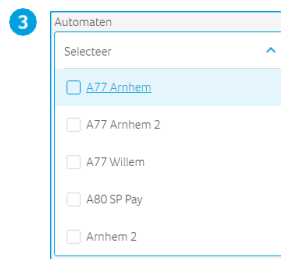 3
Automaten
Selecteer
A77 Arnhem
A77 Arnhem 2
A77 Willem
A80 SP Pay
Arnhem 2